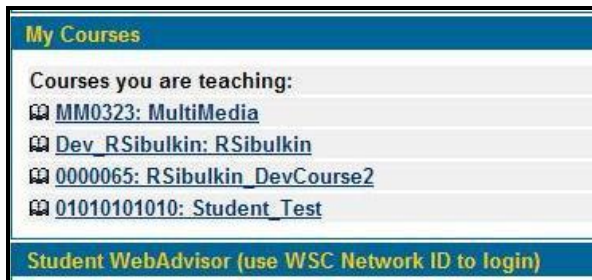 My Courses
Courses you are teaching:
MM0323: MultiMedia
Dev_RSibulkin: RSibulkin
0000065: RSibulkin_DevCourse2
01010101010: Student_Test
Student WebAdvisor (use WSC Network ID to login)